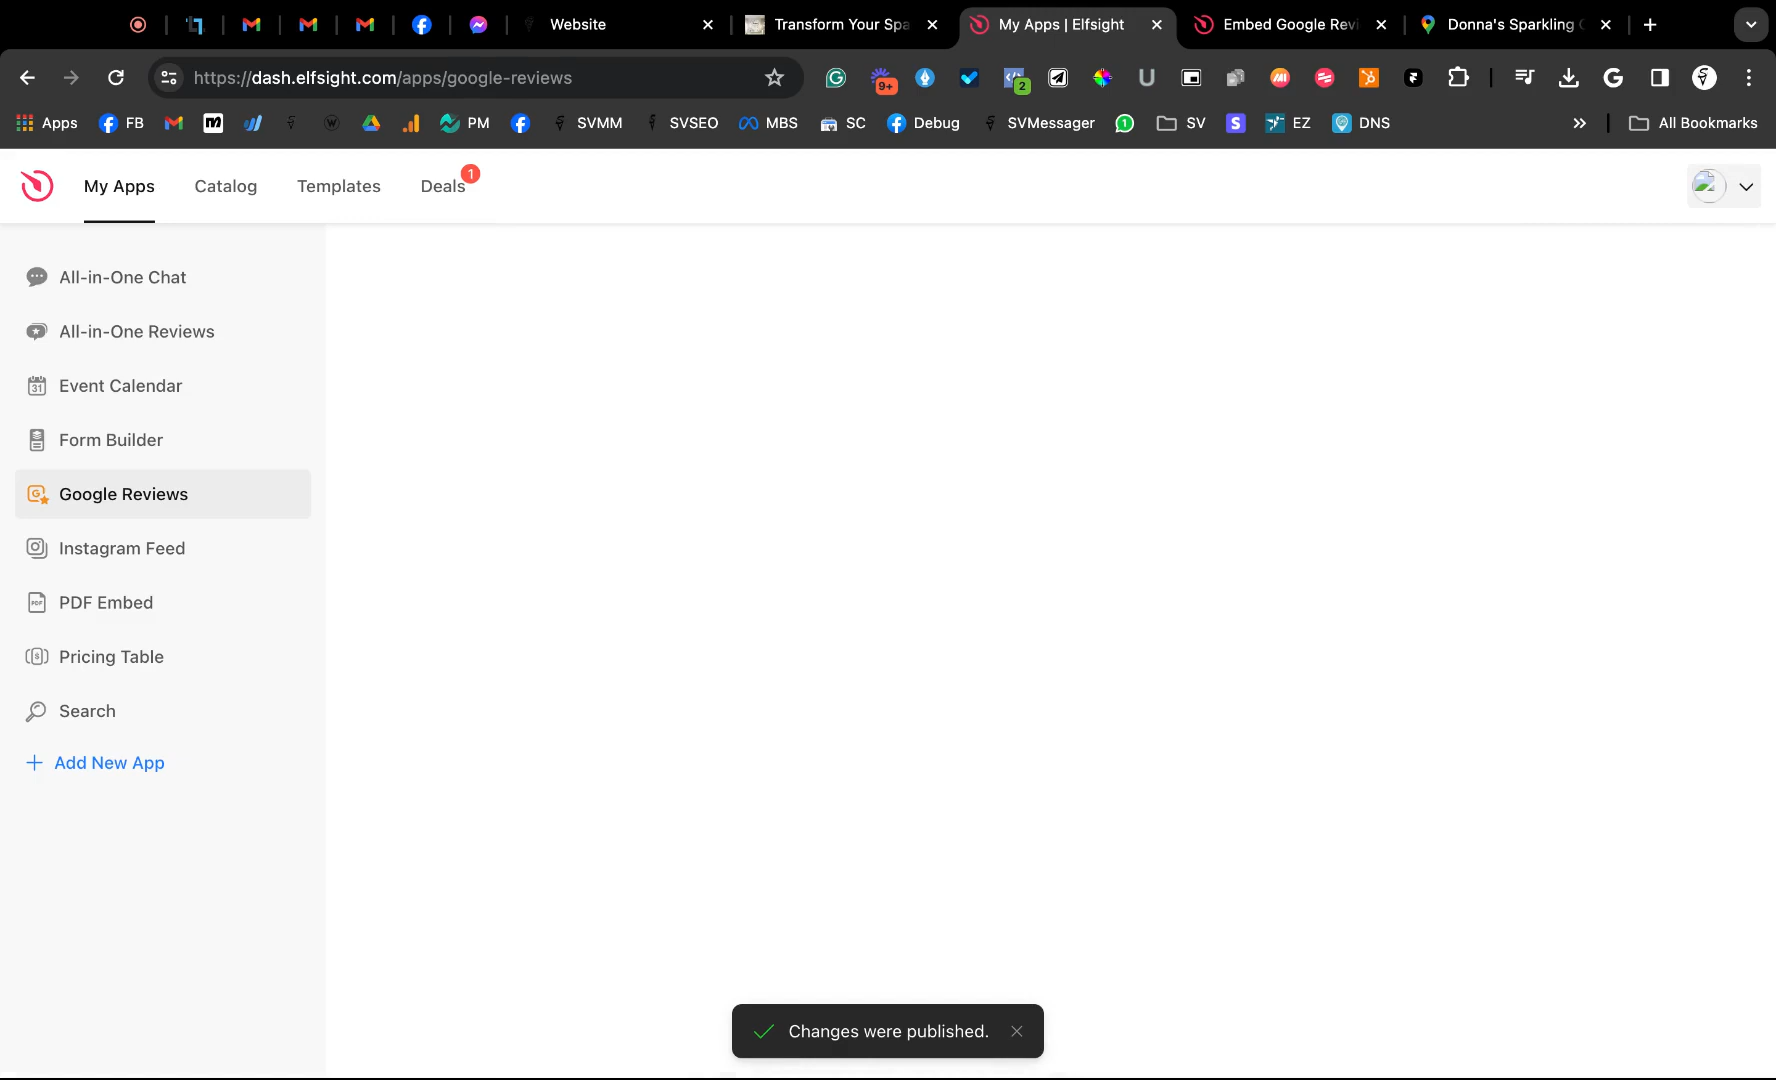 Website
Transform Your Spa
My Apps | Elfsight
Embed Google Revi
Donna's Sparkling
https://dash.elfsight.com/apps/google-reviews
9+
2
Apps
FB
PM
SVMM
SVSEO
MBS
SC
Debug
SVMessager
1
SV
EZ
DNS
All Bookmarks
My Apps
Catalog
Templates
Deals
1
All-in-One Chat
All-in-One Reviews
Event Calendar
Form Builder
Google Reviews
Instagram Feed
PDF Embed
Pricing Table
Search
Add New App
Changes were published.